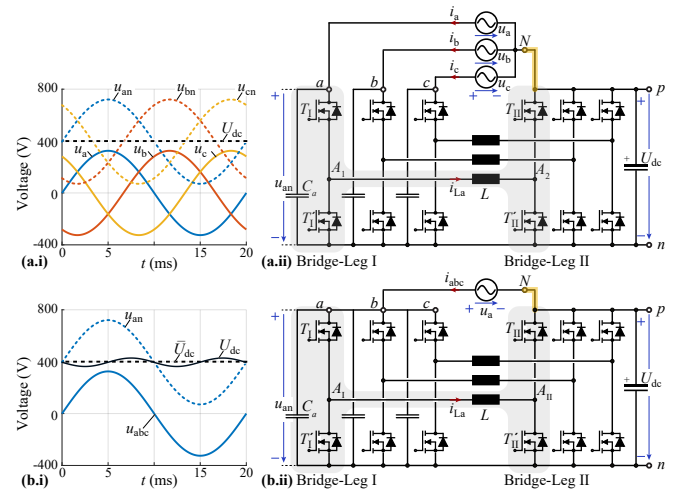 u_an
u_bn
u_cn
U_dc
u_a
u_b
u_c
800
400
0
-400
Voltage (V)
0
5
10
15
20
t (ms)
(a.i)
i_a
u_a
i_b
u_b
i_c
u_c
N
a
b
c
p
+
T_I
T_II
+
A_1
A_2
U_dc
u_an
C_a
i_La
L
T'_I
T'_II
n
(a.ii)
Bridge-Leg I
Bridge-Leg II
u_an
Ū_dc
U_dc
u_abc
800
400
0
-400
Voltage (V)
0
5
10
15
20
t (ms)
(b.i)
i_abc
+
u_a
−
N
a
b
c
p
+
T_I
T_II
+
A_I
A_II
U_dc
u_an
C_a
i_La
L
T'_I
T'_II
n
(b.ii)
Bridge-Leg I
Bridge-Leg II